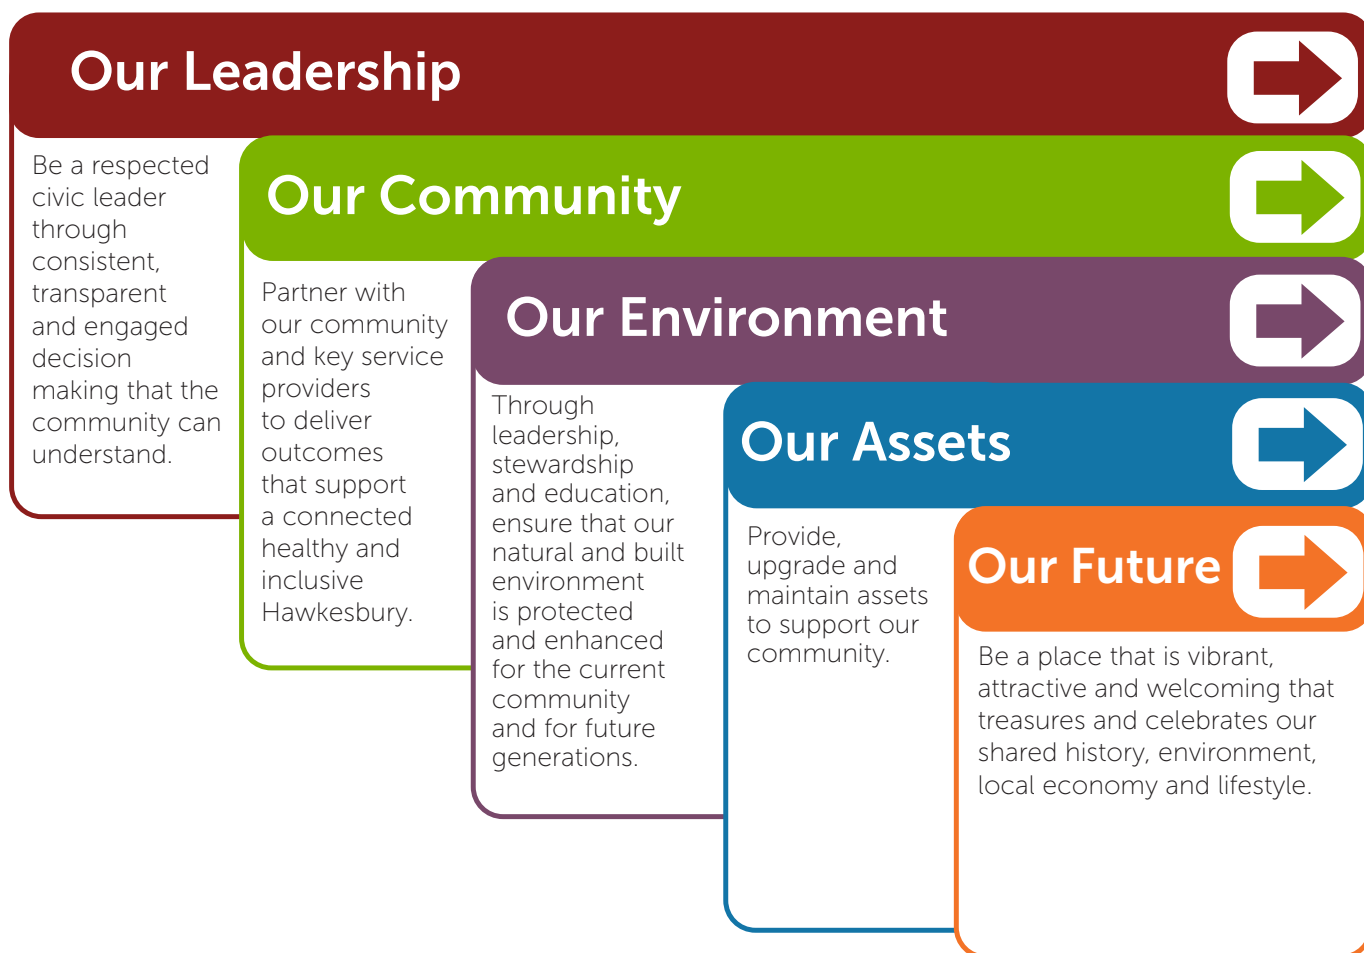 Our Leadership
Be a respected
civic leader
through
consistent,
transparent
and engaged
decision
making that the
community can
understand.
Our Community
Partner with
our community
and key service
providers
to deliver
outcomes
that support
a connected
healthy and
inclusive
Hawkesbury.
Our Environment
Through
leadership,
stewardship
and education,
ensure that our
natural and built
environment
is protected
and enhanced
for the current
community
and for future
generations.
Our Assets
Provide,
upgrade and
maintain assets
to support our
community.
Our Future
Be a place that is vibrant,
attractive and welcoming that
treasures and celebrates our
shared history, environment,
local economy and lifestyle.